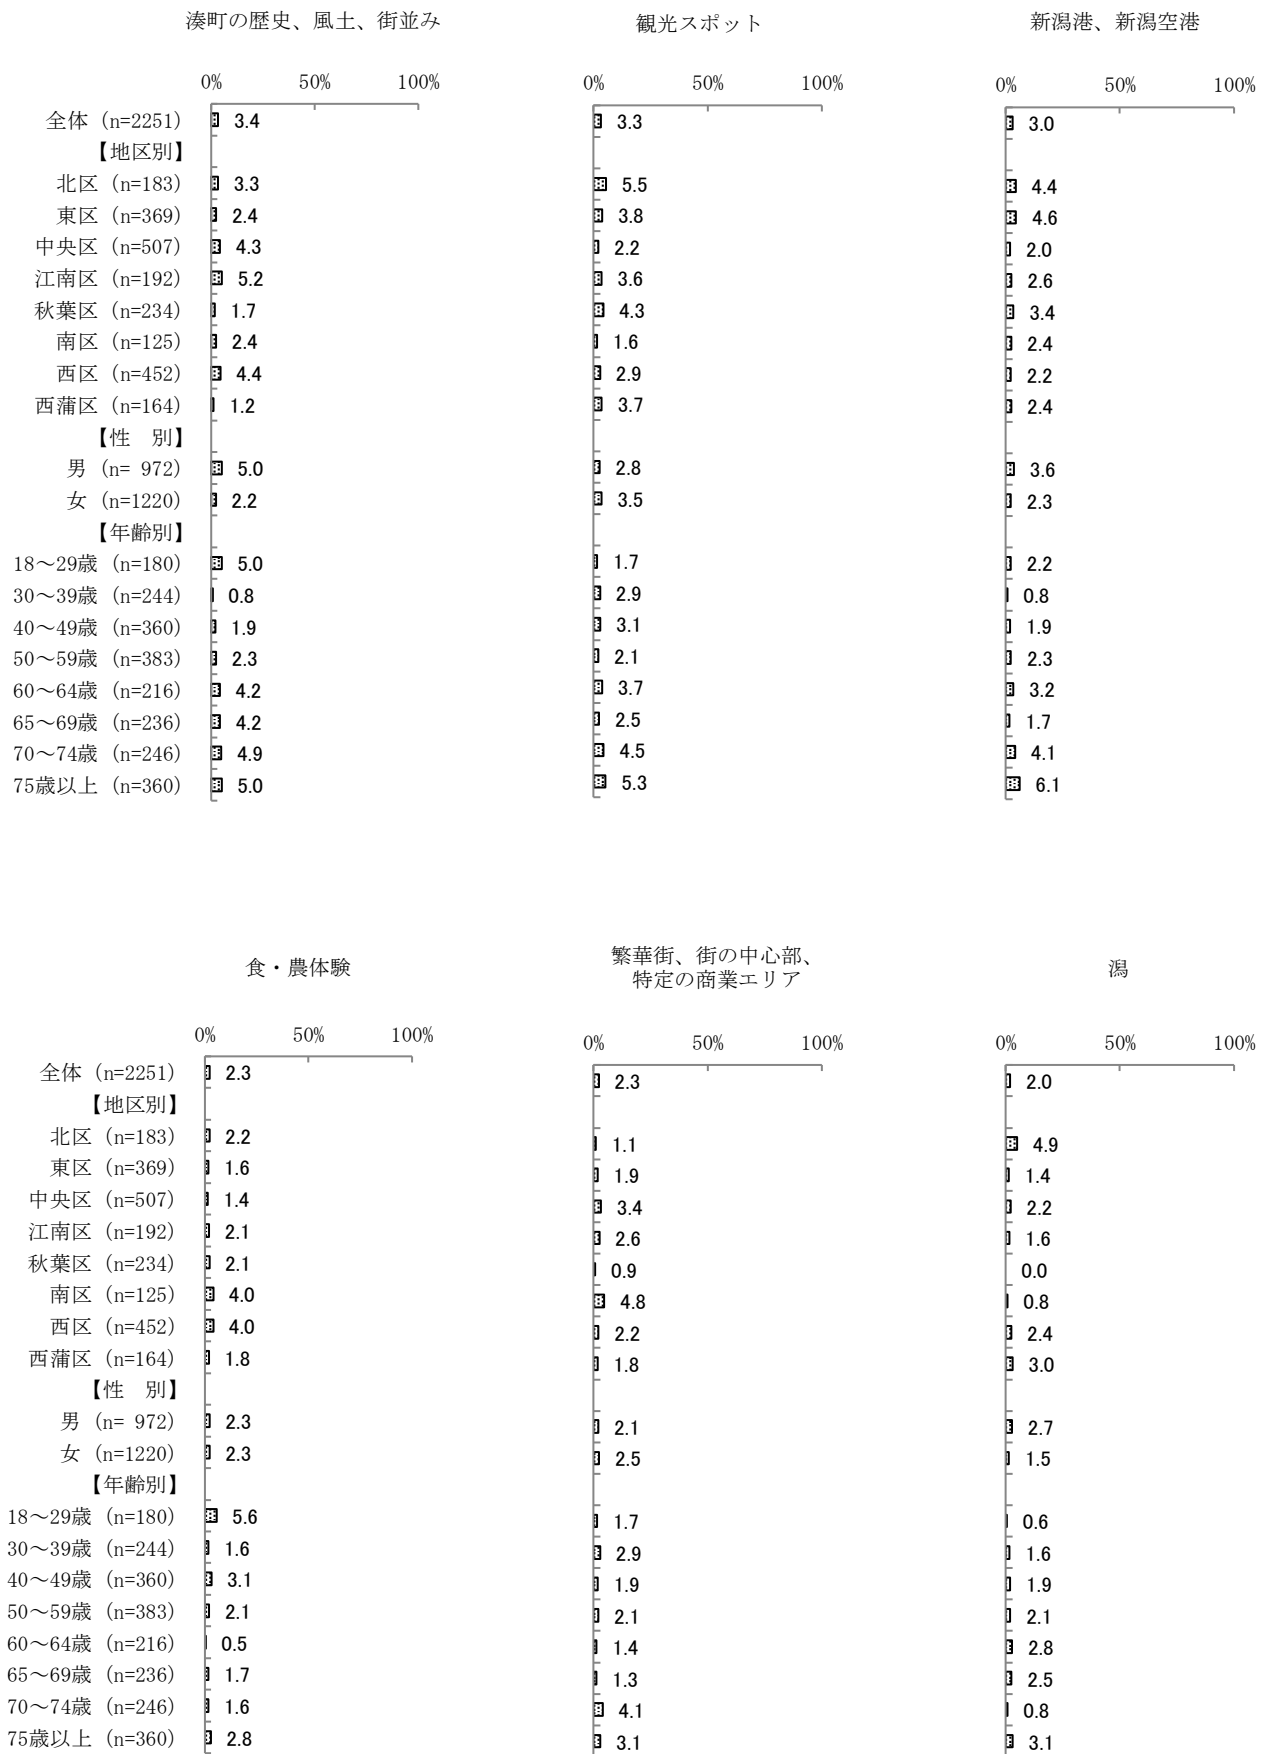 湊町の歴史、風土、街並み 観光スポット 新潟港、新潟空港
0% 50% 100% 0% 50% 100% 0% 50% 100%
全体 (n=2251) 3.4 3.3 3.0
【地区別】
北区 (n=183) 3.3 5.5 4.4
東区 (n=369) 2.4 3.8 4.6
中央区 (n=507) 4.3 2.2 2.0
江南区 (n=192) 5.2 3.6 2.6
秋葉区 (n=234) 1.7 4.3 3.4
南区 (n=125) 2.4 1.6 2.4
西区 (n=452) 4.4 2.9 2.2
西蒲区 (n=164) 1.2 3.7 2.4
【性　別】
男 (n= 972) 5.0 2.8 3.6
女 (n=1220) 2.2 3.5 2.3
【年齢別】
18～29歳 (n=180) 5.0 1.7 2.2
30～39歳 (n=244) 0.8 2.9 0.8
40～49歳 (n=360) 1.9 3.1 1.9
50～59歳 (n=383) 2.3 2.1 2.3
60～64歳 (n=216) 4.2 3.7 3.2
65～69歳 (n=236) 4.2 2.5 1.7
70～74歳 (n=246) 4.9 4.5 4.1
75歳以上 (n=360) 5.0 5.3 6.1
食・農体験 繁華街、街の中心部、
特定の商業エリア 潟
0% 50% 100% 0% 50% 100% 0% 50% 100%
全体 (n=2251) 2.3 2.3 2.0
【地区別】
北区 (n=183) 2.2 1.1 4.9
東区 (n=369) 1.6 1.9 1.4
中央区 (n=507) 1.4 3.4 2.2
江南区 (n=192) 2.1 2.6 1.6
秋葉区 (n=234) 2.1 0.9 0.0
南区 (n=125) 4.0 4.8 0.8
西区 (n=452) 4.0 2.2 2.4
西蒲区 (n=164) 1.8 1.8 3.0
【性　別】
男 (n= 972) 2.3 2.1 2.7
女 (n=1220) 2.3 2.5 1.5
【年齢別】
18～29歳 (n=180) 5.6 1.7 0.6
30～39歳 (n=244) 1.6 2.9 1.6
40～49歳 (n=360) 3.1 1.9 1.9
50～59歳 (n=383) 2.1 2.1 2.1
60～64歳 (n=216) 0.5 1.4 2.8
65～69歳 (n=236) 1.7 1.3 2.5
70～74歳 (n=246) 1.6 4.1 0.8
75歳以上 (n=360) 2.8 3.1 3.1